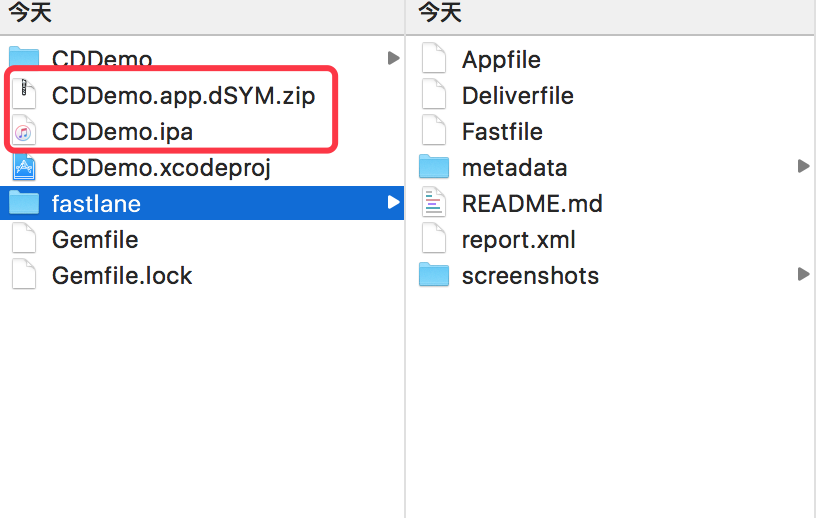 今天
CDDemo
CDDemo.app.dSYM.zip
CDDemo.ipa
CDDemo.xcodeproj
fastlane
Gemfile
Gemfile.lock
今天
Appfile
Deliverfile
Fastfile
metadata
README.md
report.xml
screenshots